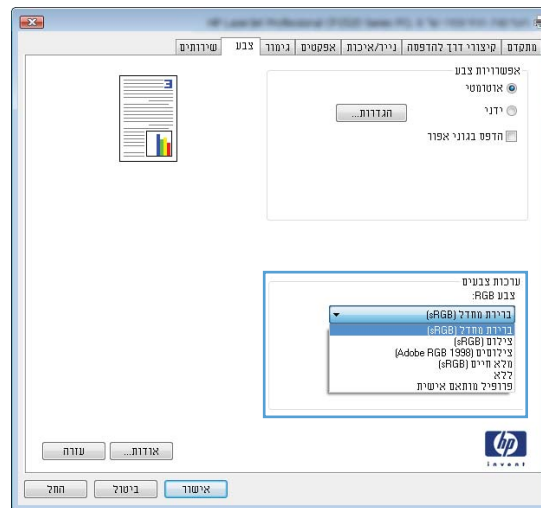 מתקדם קיצורי דרך להדפסה נייר/איכות אפקטים גימור צבע שירותים
אפשרויות צבע
אוטומטי
ידני
הגדרות...
הדפס בגוני אפור
3
ערכות צבעים
צבע RGB:
ברירת מחדל (sRGB)
ברירת מחדל (sRGB)
צילום (sRGB)
צילומים (Adobe RGB 1998)
מלא חיים (sRGB)
ללא
פרופיל מותאם אישית
hp
invent
אודות... עזרה
אישור ביטול החל